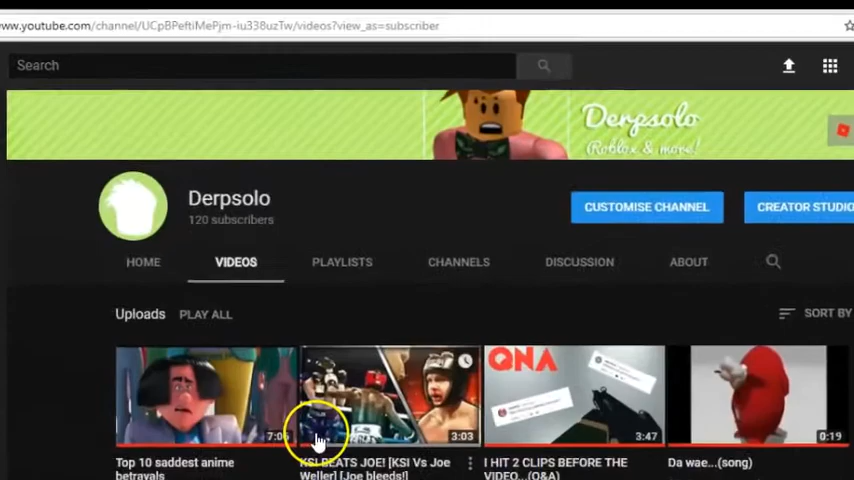 www.youtube.com/channel/UCpBPeftiMePjm-iu338uzTw/videos?view_as=subscriber
Search
Derpsolo
(Roblox & more!)
Derpsolo
120 subscribers
CUSTOMISE CHANNEL
CREATOR STUDIO
HOME
VIDEOS
PLAYLISTS
CHANNELS
DISCUSSION
ABOUT
Uploads
PLAY ALL
SORT BY
QNA
7:05
3:03
3:47
0:19
Top 10 saddest anime
betrayals
KSI BEATS JOE! [KSI Vs Joe
Weller] [Joe bleeds!]
I HIT 2 CLIPS BEFORE THE
VIDEO...(Q&A)
Da wae...(song)